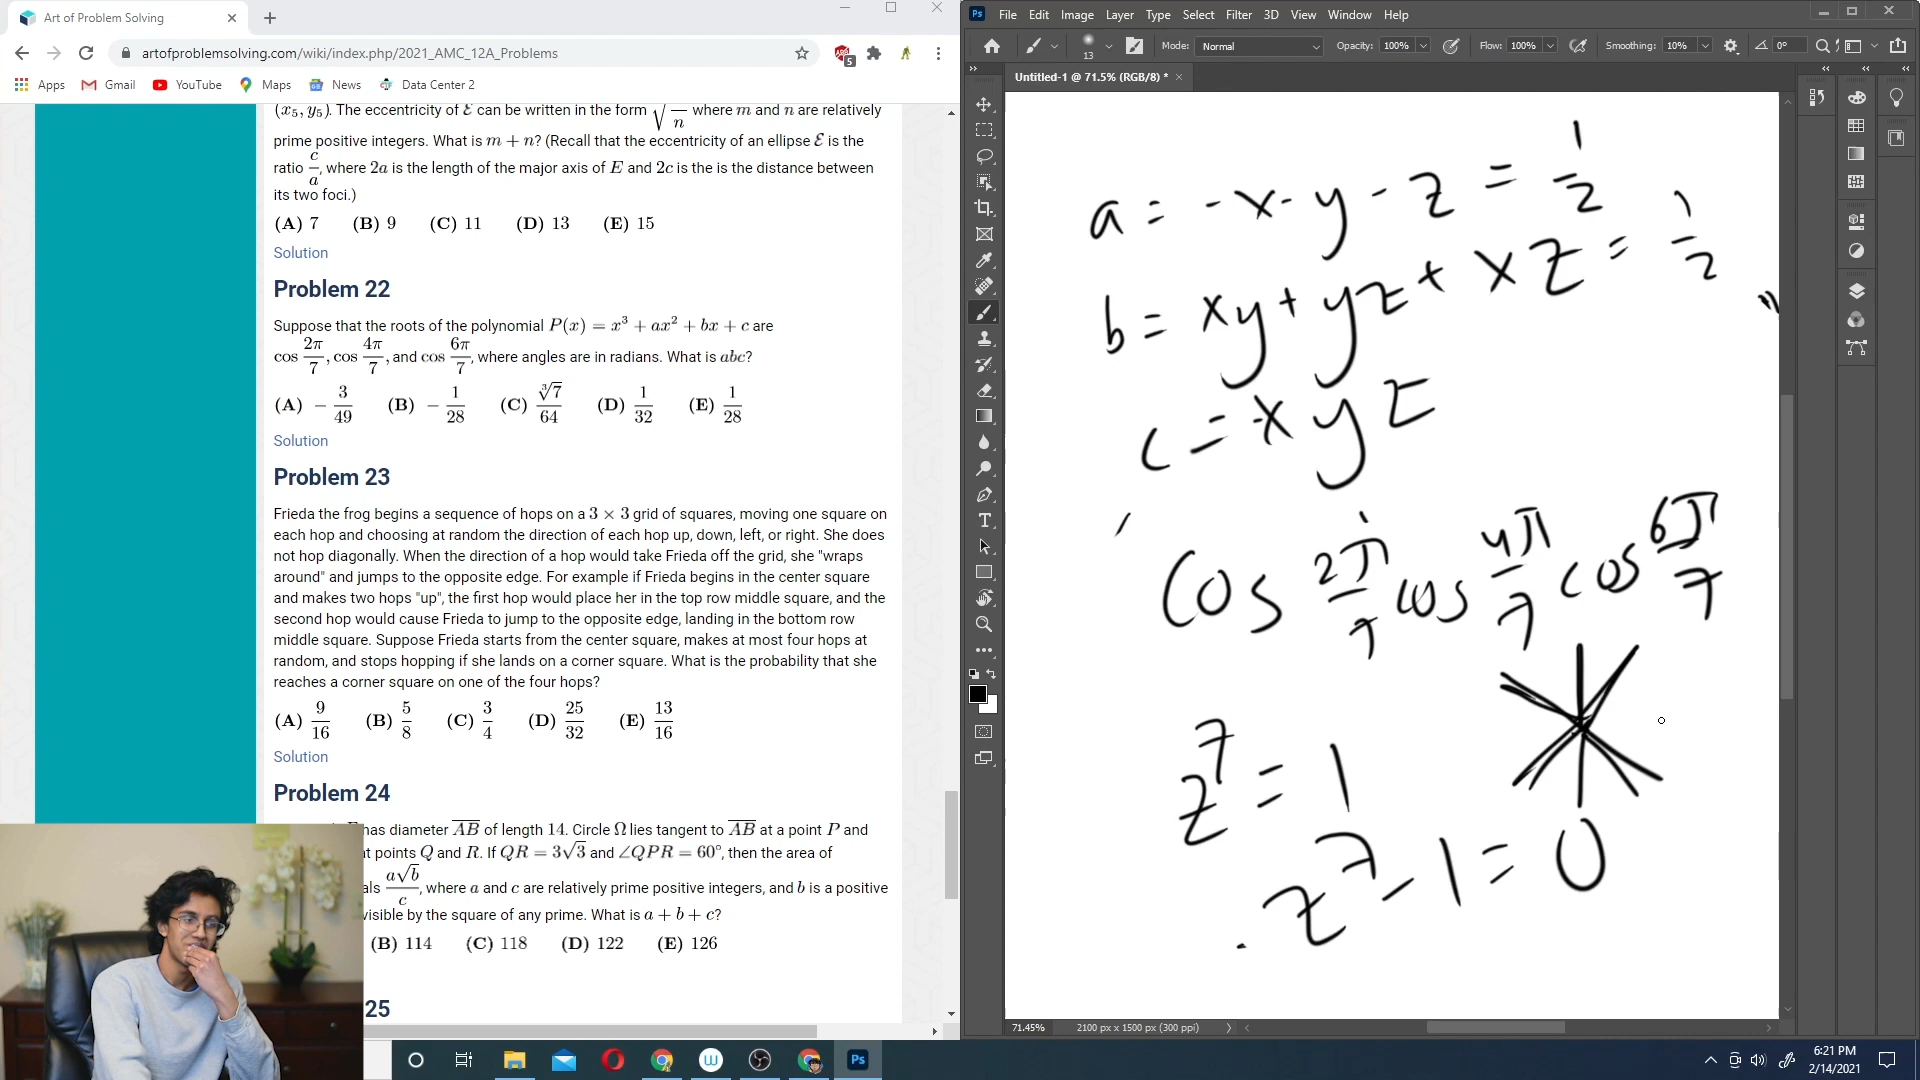 Art of Problem Solving
artofproblemsolving.com/wiki/index.php/2021_AMC_12A_Problems
5
Apps Gmail YouTube Maps News Data Center 2
(x₅, y₅). The eccentricity of ℰ can be written in the form √ /n where m and n are relatively
prime positive integers. What is m + n? (Recall that the eccentricity of an ellipse ℰ is the
ratio c/a, where 2a is the length of the major axis of E and 2c is the is the distance between
its two foci.)
(A) 7 (B) 9 (C) 11 (D) 13 (E) 15
Solution
Problem 22
Suppose that the roots of the polynomial P(x) = x³ + ax² + bx + c are
cos 2π/7, cos 4π/7, and cos 6π/7, where angles are in radians. What is abc?
(A) −3/49 (B) −1/28 (C) ∛7/64 (D) 1/32 (E) 1/28
Solution
Problem 23
Frieda the frog begins a sequence of hops on a 3 × 3 grid of squares, moving one square on
each hop and choosing at random the direction of each hop up, down, left, or right. She does
not hop diagonally. When the direction of a hop would take Frieda off the grid, she "wraps
around" and jumps to the opposite edge. For example if Frieda begins in the center square
and makes two hops "up", the first hop would place her in the top row middle square, and the
second hop would cause Frieda to jump to the opposite edge, landing in the bottom row
middle square. Suppose Frieda starts from the center square, makes at most four hops at
random, and stops hopping if she lands on a corner square. What is the probability that she
reaches a corner square on one of the four hops?
(A) 9/16 (B) 5/8 (C) 3/4 (D) 25/32 (E) 13/16
Solution
Problem 24
has diameter AB of length 14. Circle Ω lies tangent to AB at a point P and
t points Q and R. If QR = 3√3 and ∠QPR = 60°, then the area of
als a√b/c, where a and c are relatively prime positive integers, and b is a positive
visible by the square of any prime. What is a + b + c?
(B) 114 (C) 118 (D) 122 (E) 126
25
Ps File Edit Image Layer Type Select Filter 3D View Window Help
13 Mode: Normal Opacity: 100% Flow: 100% Smoothing: 10% 0°
Untitled-1 @ 71.5% (RGB/8) *
a = -x-y-z = 1/2
b = xy+yz+xz = 1/2
c = -xyz
cos 2π/7 cos 4π/7 cos 6π/7
z⁷ = 1
z⁷ - 1 = 0
71.45% 2100 px x 1500 px (300 ppi)
Ps
6:21 PM
2/14/2021